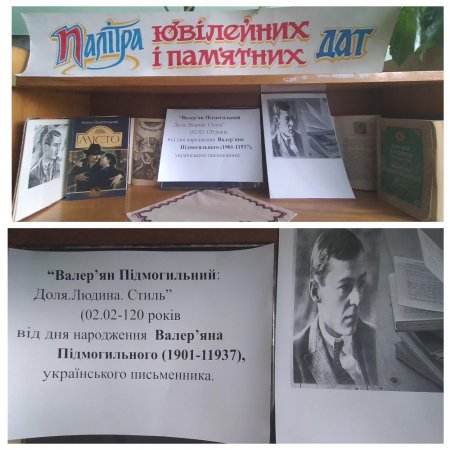 Палітра ювілейних
і пам'ятних дат
МІСТО
"Валер'ян Підмогильний
Доля.Людина. Стиль"
(02.02-120 років
від дня народження Валер'яна
Підмогильного (1901-11937),
українського письменника.
"Валер'ян Підмогильний:
Доля.Людина. Стиль"
(02.02-120 років
від дня народження Валер'яна
Підмогильного (1901-11937),
українського письменника.